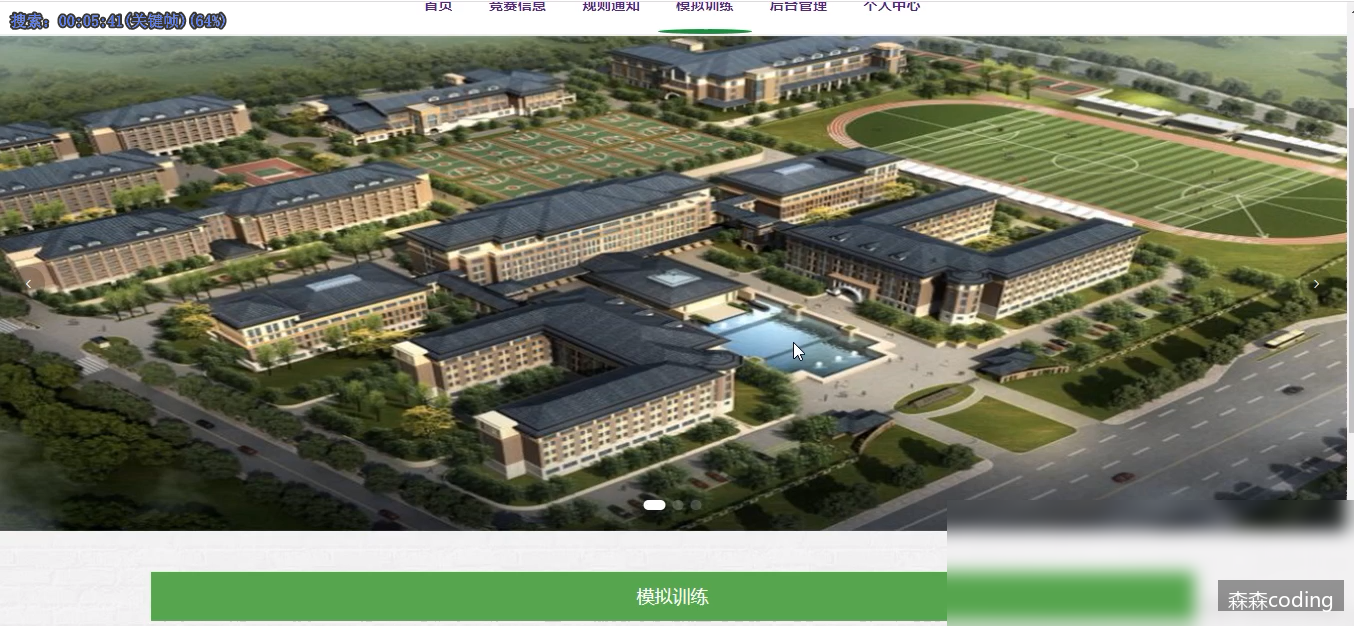 首页 竞赛信息 规则通知 模拟训练 后台管理 个人中心
搜索: 00:05:41(关键帧)(64%)
模拟训练
森森coding